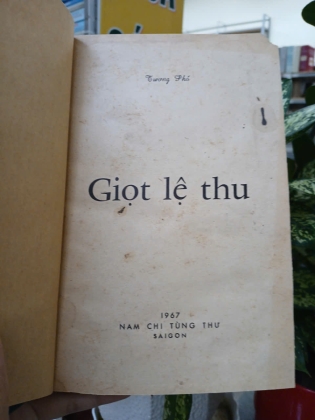 Tương Phố
Giọt lệ thu
1967
NAM CHI TÙNG THƯ
SAIGON